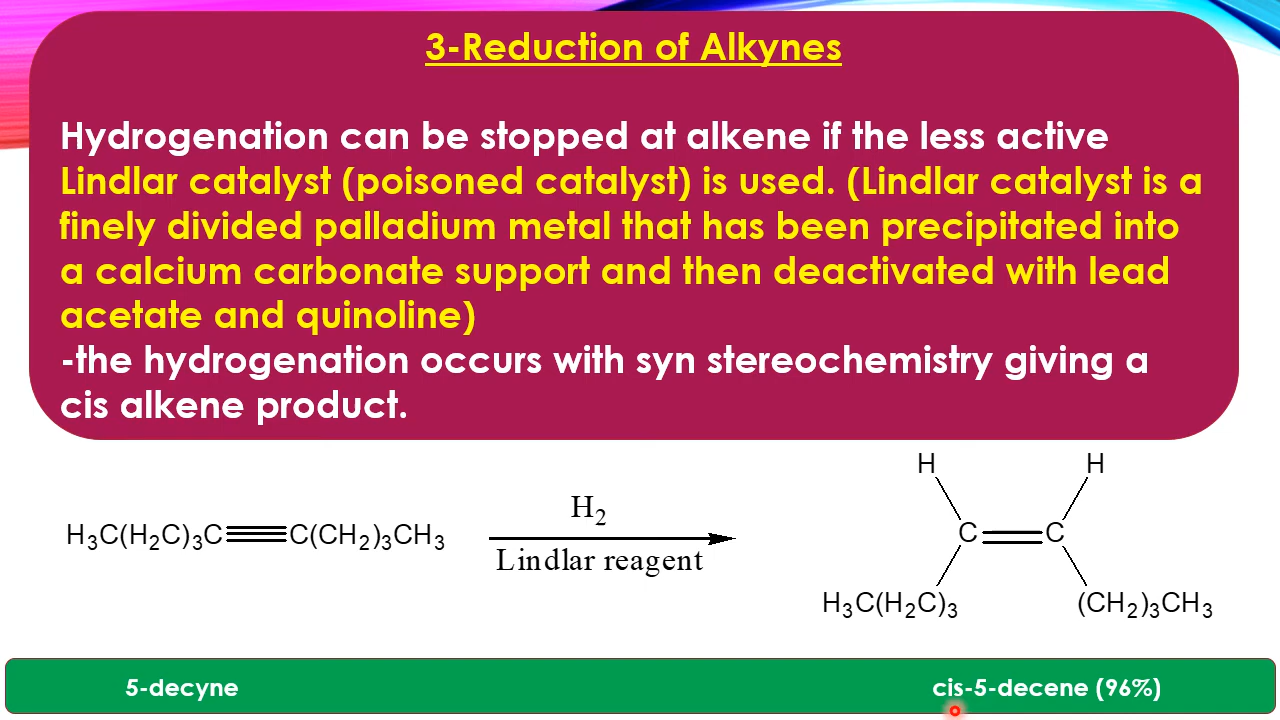 3-Reduction of Alkynes
Hydrogenation can be stopped at alkene if the less active
Lindlar catalyst (poisoned catalyst) is used. (Lindlar catalyst is a
finely divided palladium metal that has been precipitated into
a calcium carbonate support and then deactivated with lead
acetate and quinoline)
-the hydrogenation occurs with syn stereochemistry giving a
cis alkene product.
H₃C(H₂C)₃C≡C(CH₂)₃CH₃
H₂
Lindlar reagent
H H
C=C
H₃C(H₂C)₃ (CH₂)₃CH₃
5-decyne cis-5-decene (96%)